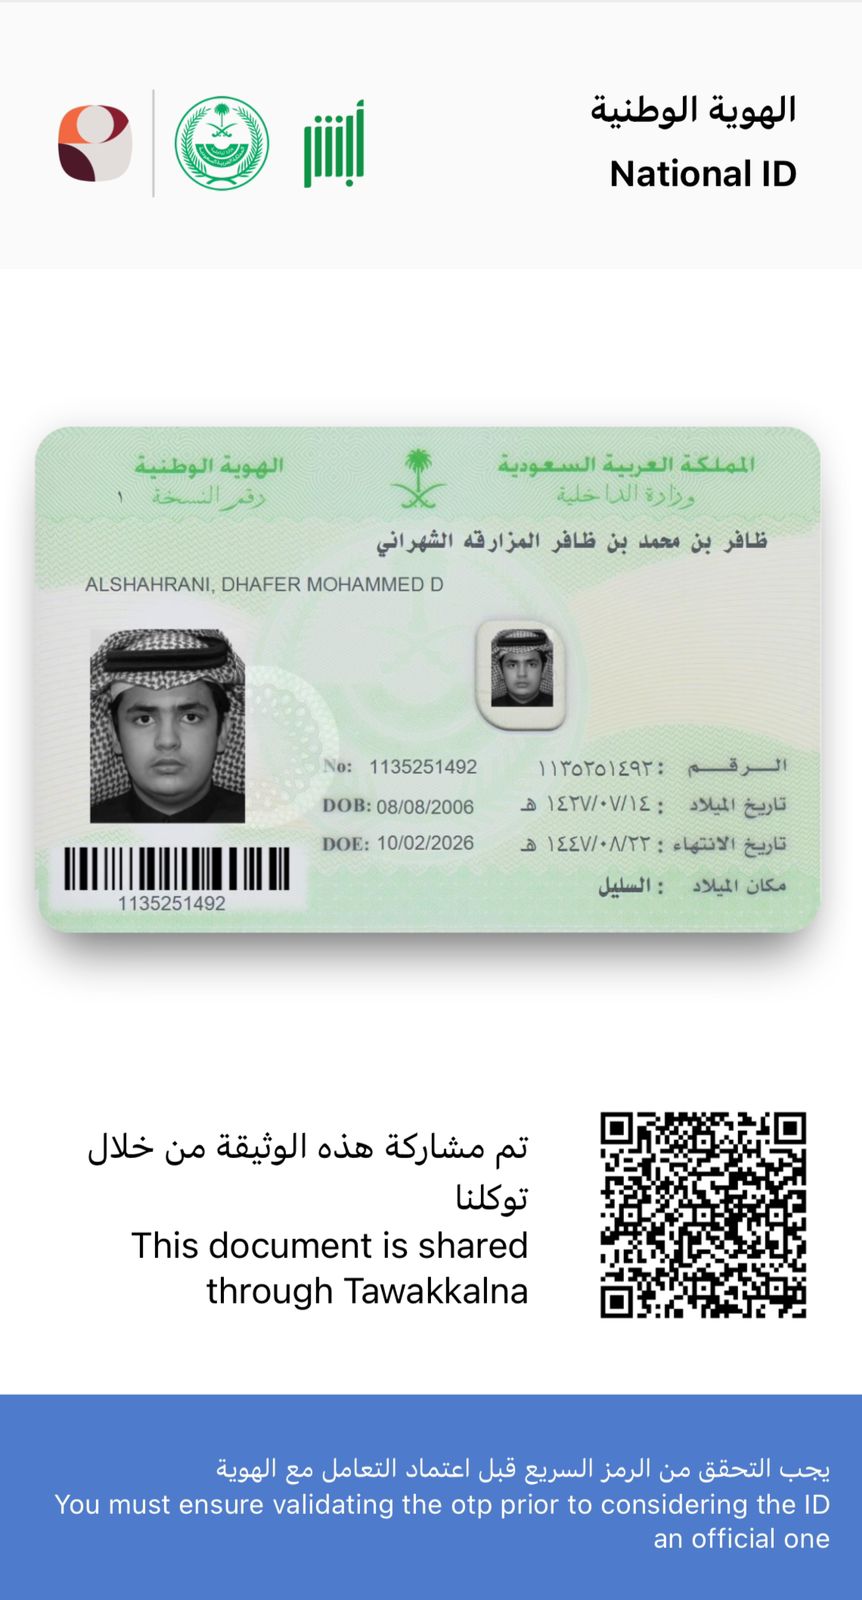 أبشر
الهوية الوطنية
National ID
المملكة العربية السعودية
وزارة الداخلية
الهوية الوطنية
رقم النسخة ١
ظافر بن محمد بن ظافر المزارقه الشهراني
ALSHAHRANI, DHAFER MOHAMMED D
الــرقــم : ١١٣٥٢٥١٤٩٢
No: 1135251492
تاريخ الميلاد : ١٤٢٧/٠٧/١٤ هـ
DOB: 08/08/2006
تاريخ الانتهاء : ١٤٤٧/٠٨/٢٢ هـ
DOE: 10/02/2026
مكان الميلاد : السليل
1135251492
تم مشاركة هذه الوثيقة من خلال
توكلنا
This document is shared
through Tawakkalna
يجب التحقق من الرمز السريع قبل اعتماد التعامل مع الهوية
You must ensure validating the otp prior to considering the ID
an official one